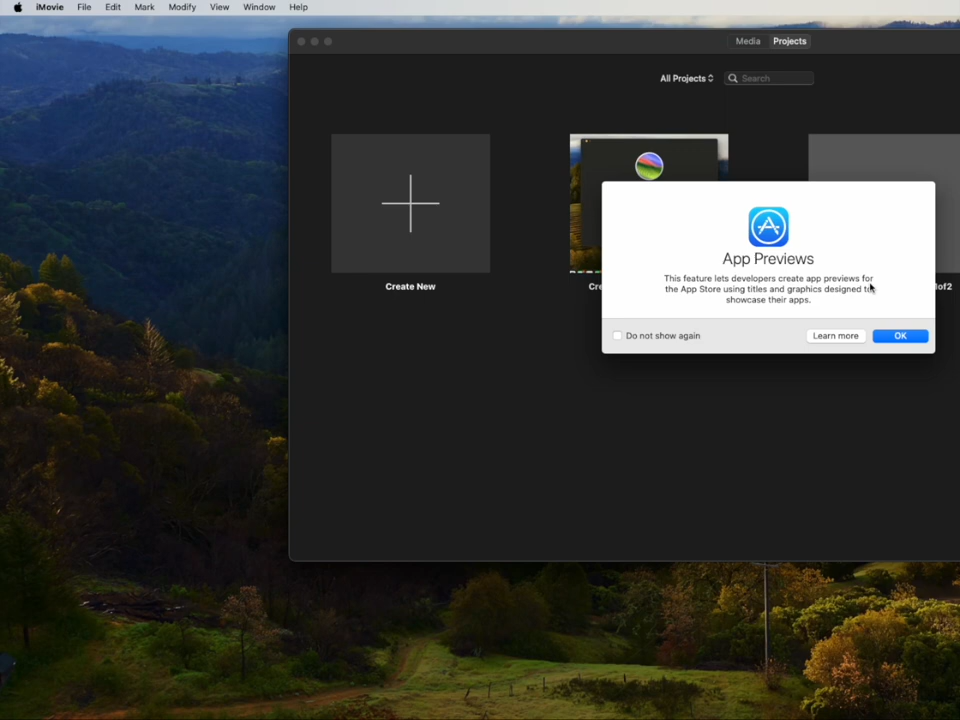 iMovie File Edit Mark Modify View Window Help
Media Projects
All Projects Search
App Previews
This feature lets developers create app previews for
the App Store using titles and graphics designed to
showcase their apps.
Create New
Cre
lof2
Do not show again Learn more OK